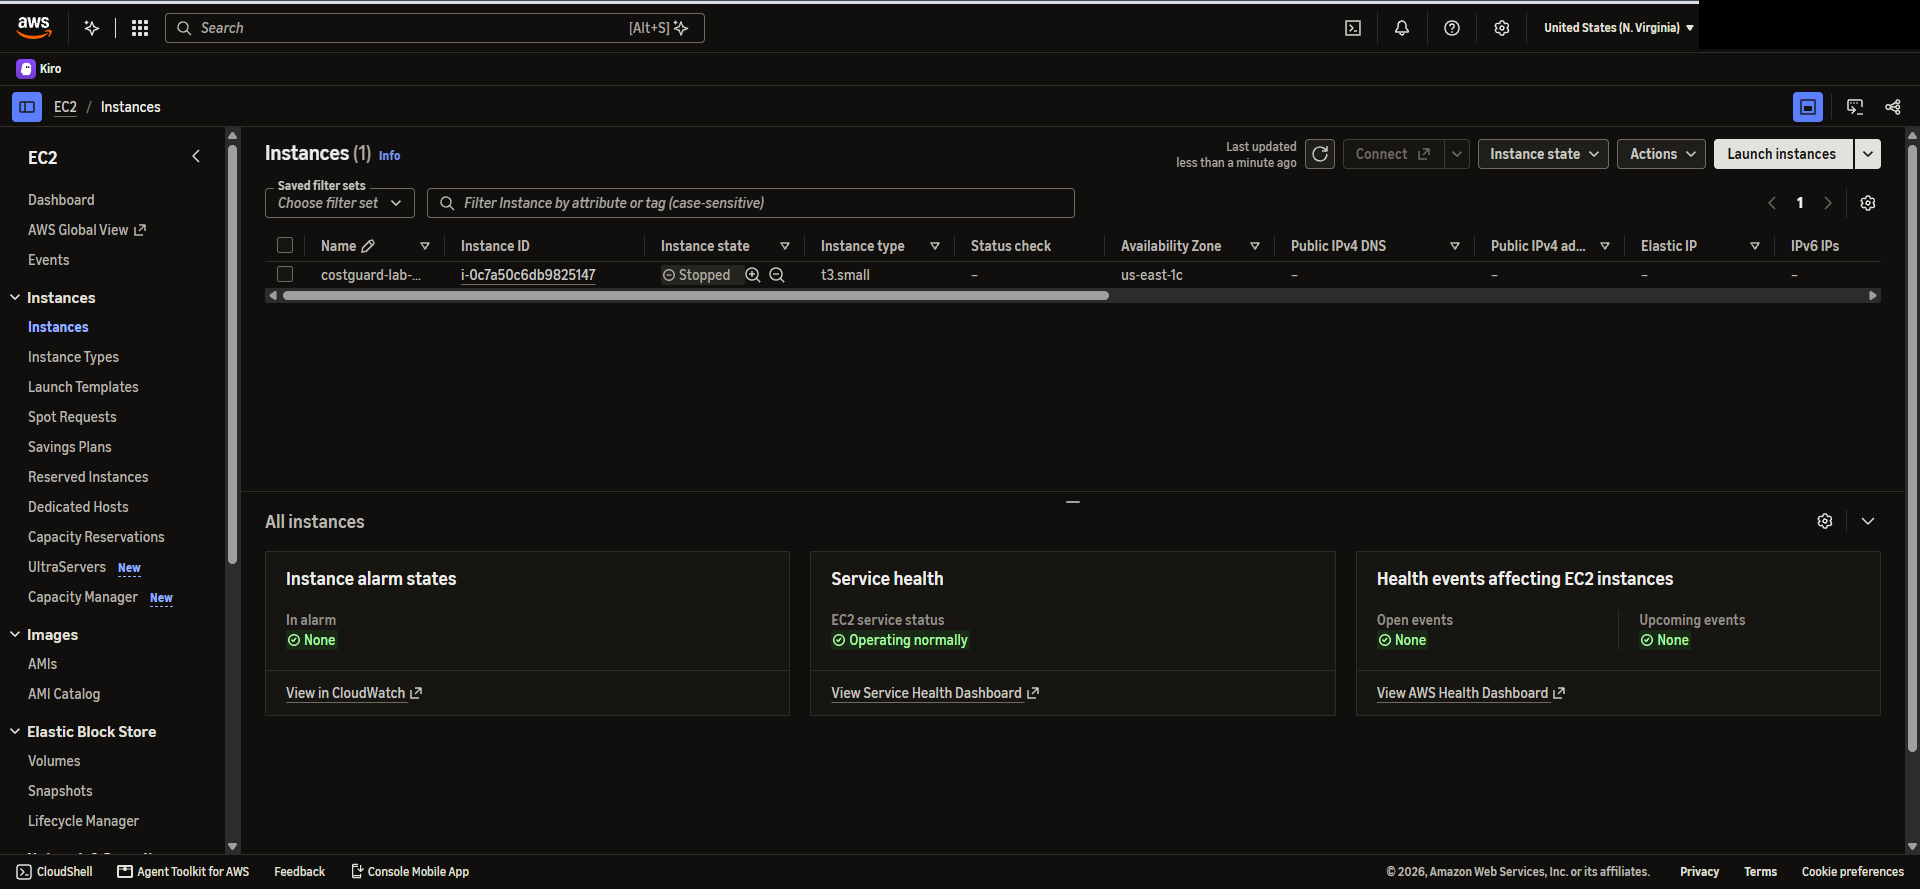 aws
Search [Alt+S]
United States (N. Virginia)
Kiro
EC2 / Instances
EC2
Dashboard
AWS Global View
Events
Instances
Instances
Instance Types
Launch Templates
Spot Requests
Savings Plans
Reserved Instances
Dedicated Hosts
Capacity Reservations
UltraServers New
Capacity Manager New
Images
AMIs
AMI Catalog
Elastic Block Store
Volumes
Snapshots
Lifecycle Manager
Instances (1) Info
Last updated
less than a minute ago
Connect
Instance state
Actions
Launch instances
Saved filter sets
Choose filter set
Filter Instance by attribute or tag (case-sensitive)
1
Name Instance ID Instance state Instance type Status check Availability Zone Public IPv4 DNS Public IPv4 ad... Elastic IP IPv6 IPs
costguard-lab-... i-0c7a50c6db9825147 Stopped t3.small – us-east-1c – – – –
All instances
Instance alarm states
In alarm
None
View in CloudWatch
Service health
EC2 service status
Operating normally
View Service Health Dashboard
Health events affecting EC2 instances
Open events
None
Upcoming events
None
View AWS Health Dashboard
CloudShell Agent Toolkit for AWS Feedback Console Mobile App © 2026, Amazon Web Services, Inc. or its affiliates. Privacy Terms Cookie preferences